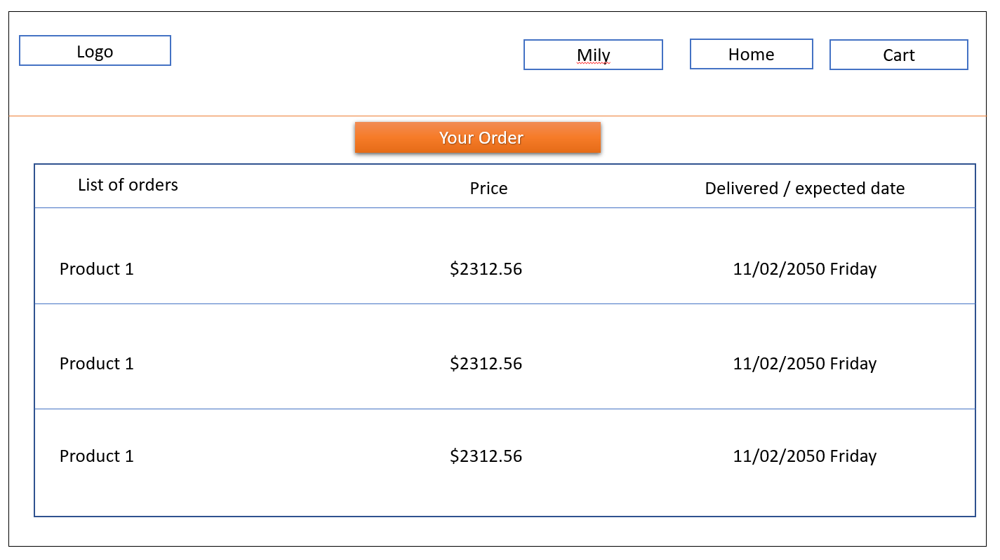 Logo
Mily
Home
Cart
Your Order
List of orders
Price
Delivered / expected date
Product 1
$2312.56
11/02/2050 Friday
Product 1
$2312.56
11/02/2050 Friday
Product 1
$2312.56
11/02/2050 Friday